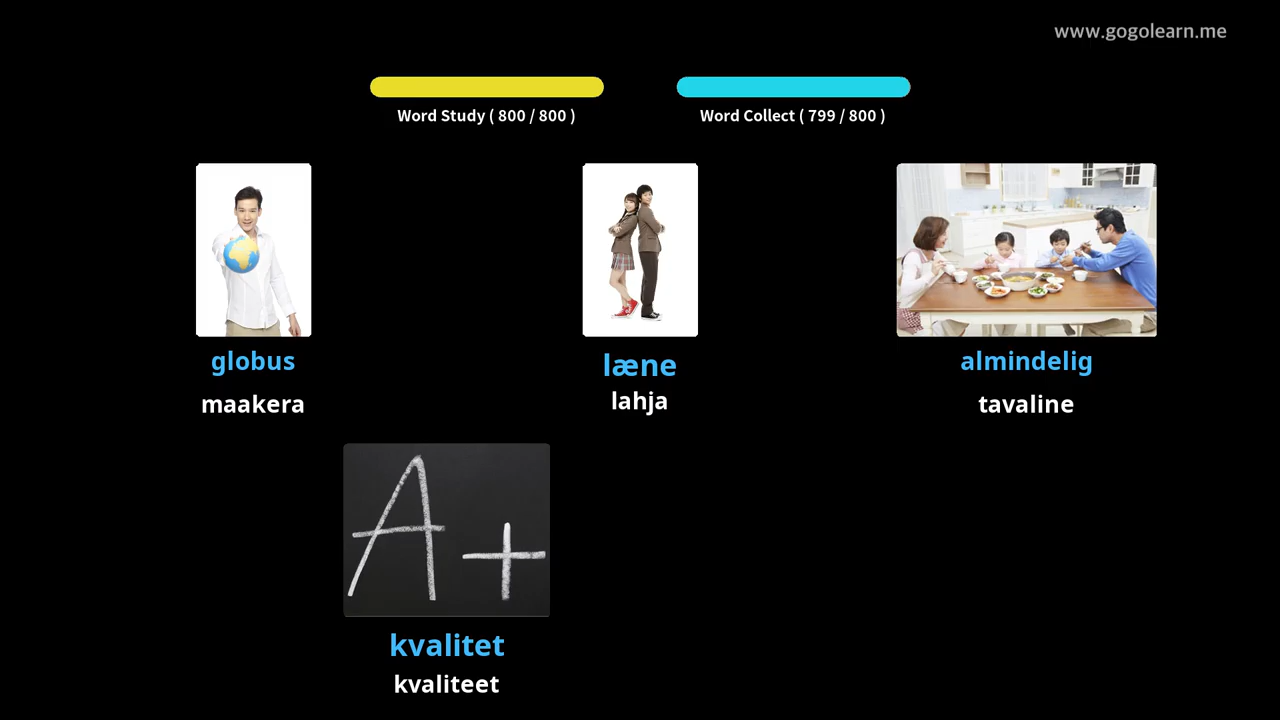 www.gogolearn.me
Word Study ( 800 / 800 )
Word Collect ( 799 / 800 )
globus
maakera
læne
lahja
almindelig
tavaline
A+
kvalitet
kvaliteet